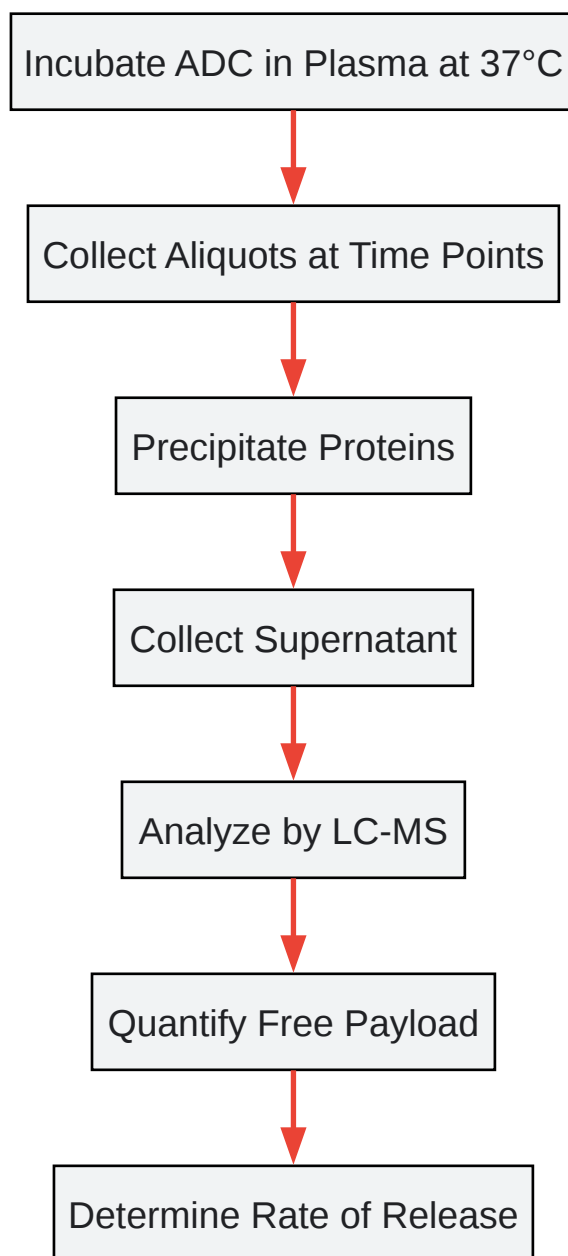 Incubate ADC in Plasma at 37°C
Collect Aliquots at Time Points
Precipitate Proteins
Collect Supernatant
Analyze by LC-MS
Quantify Free Payload
Determine Rate of Release